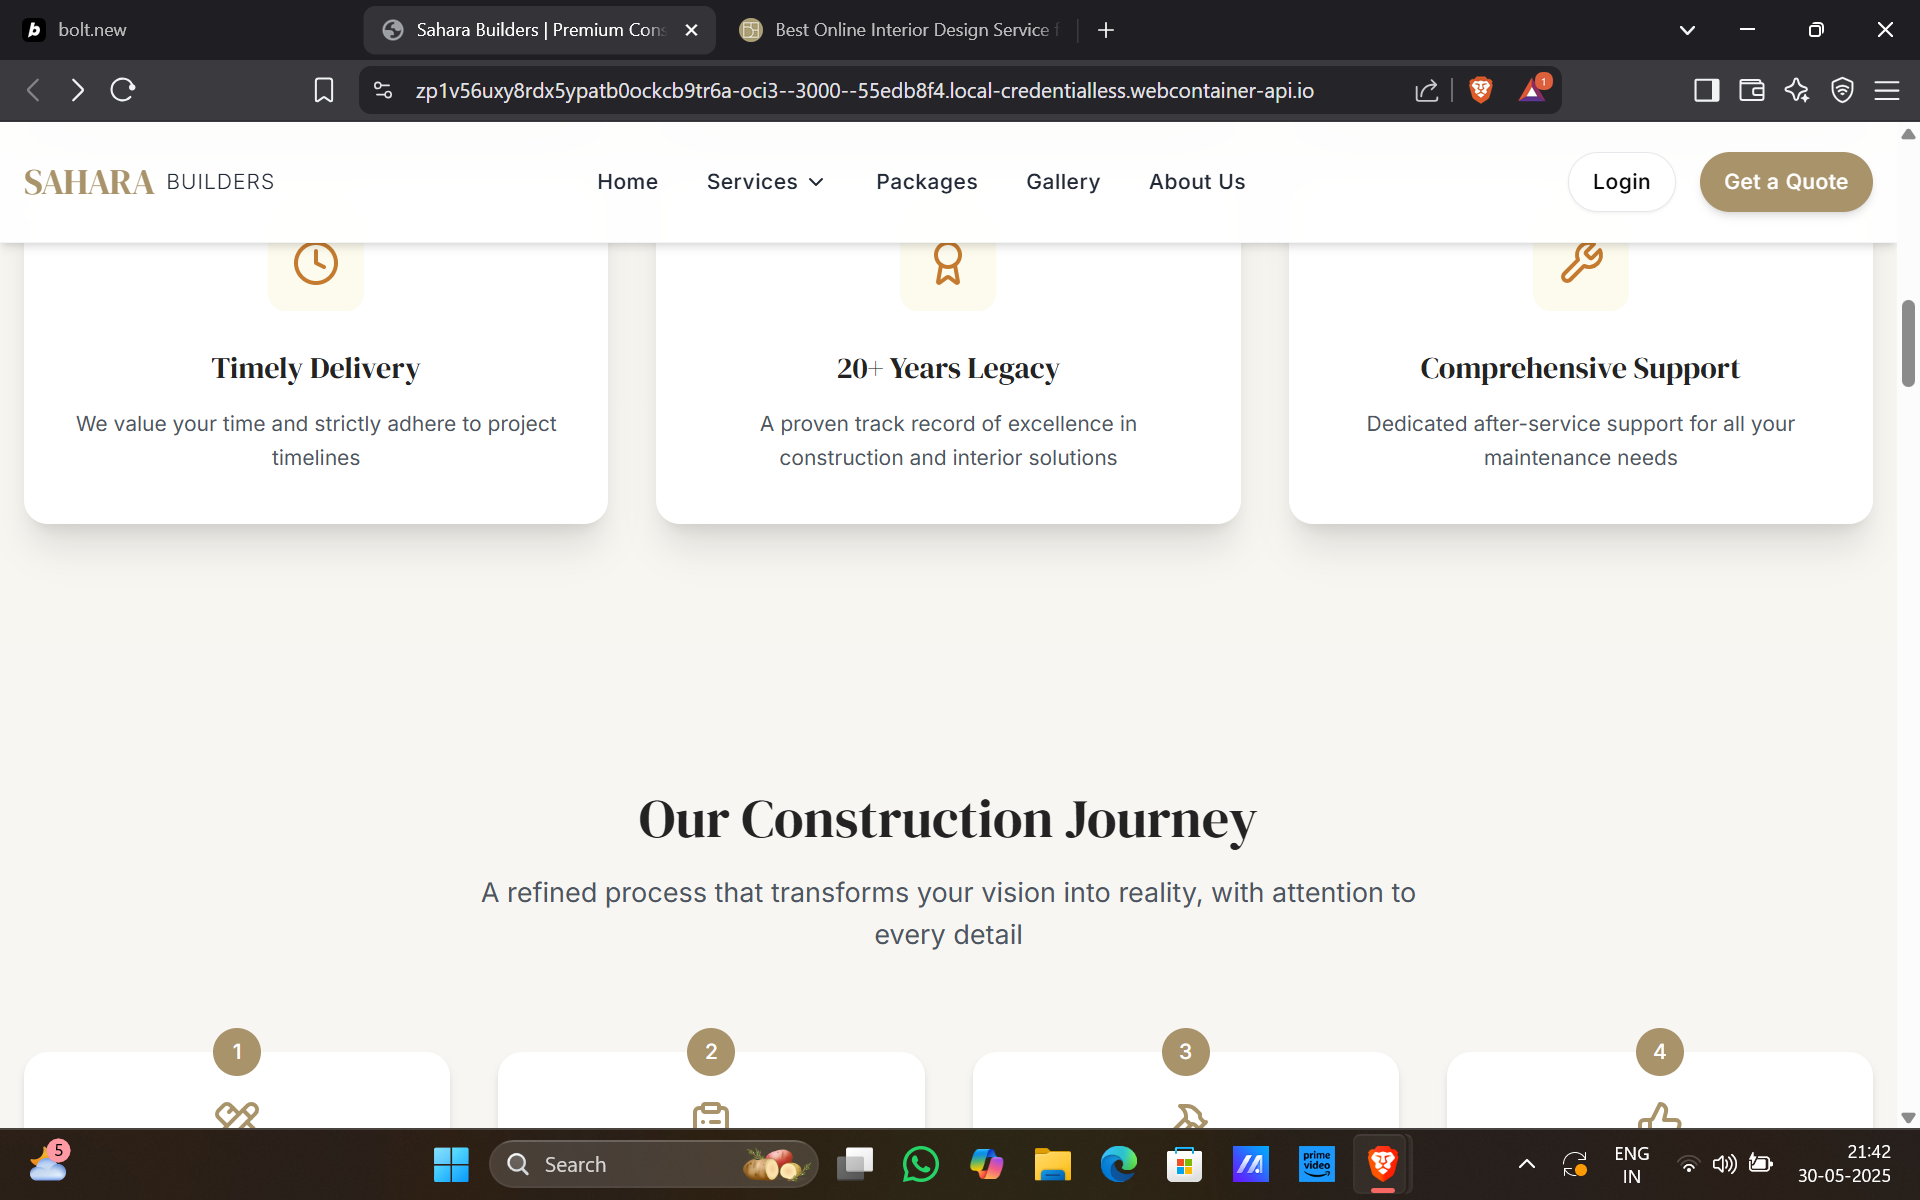 bolt.new
Sahara Builders | Premium Con
Best Online Interior Design Service f
zp1v56uxy8rdx5ypatb0ockcb9tr6a-oci3--3000--55edb8f4.local-credentialless.webcontainer-api.io
1
SAHARA BUILDERS
Home
Services
Packages
Gallery
About Us
Login
Get a Quote
Timely Delivery
We value your time and strictly adhere to project
timelines
20+ Years Legacy
A proven track record of excellence in
construction and interior solutions
Comprehensive Support
Dedicated after-service support for all your
maintenance needs
Our Construction Journey
A refined process that transforms your vision into reality, with attention to
every detail
1
2
3
4
5
Search
prime
video
ENG
IN
21:42
30-05-2025